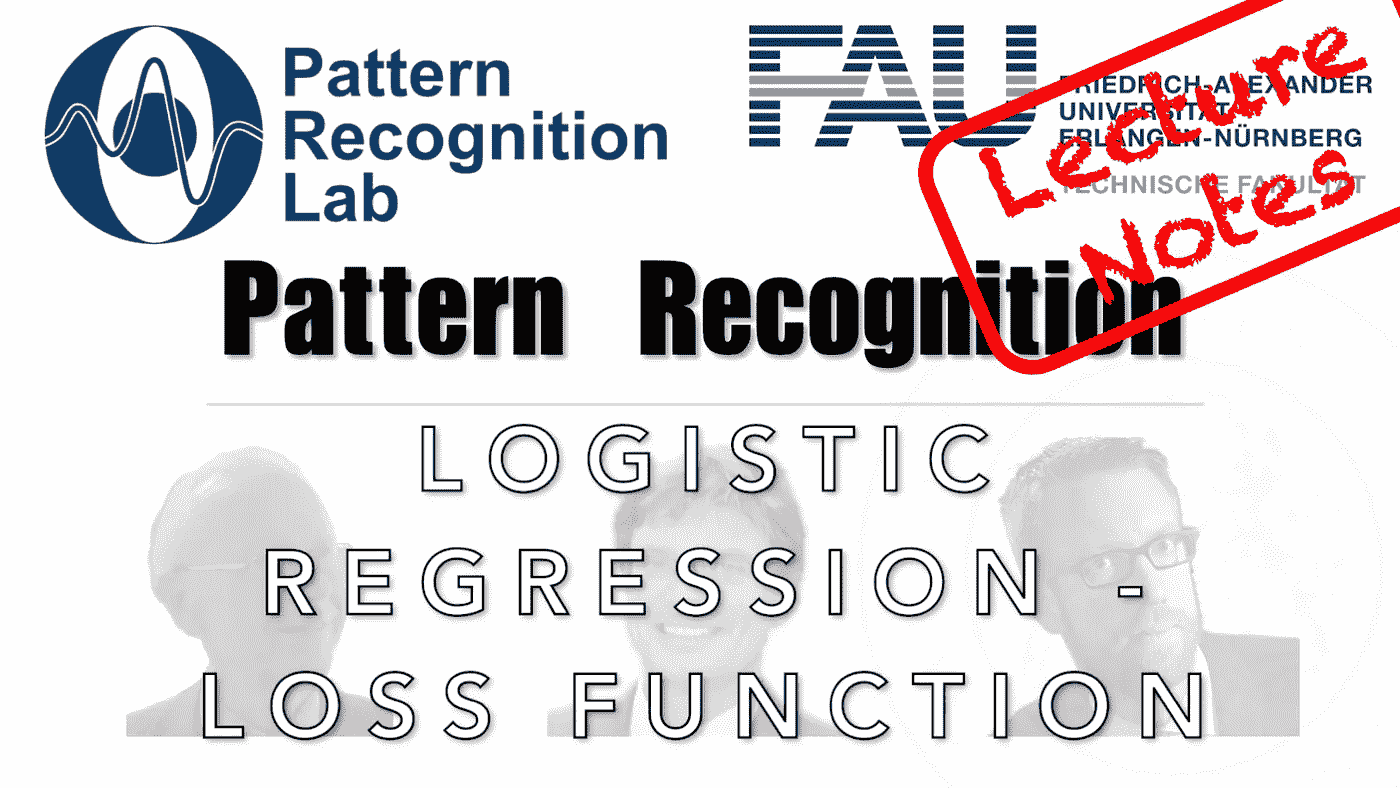 Pattern
Recognition
Lab
FAU
FRIEDRICH-ALEXANDER
UNIVERSITÄT
ERLANGEN-NÜRNBERG
TECHNISCHE FAKULTÄT
Lecture
Notes
Pattern Recognition
LOGISTIC
REGRESSION -
LOSS FUNCTION